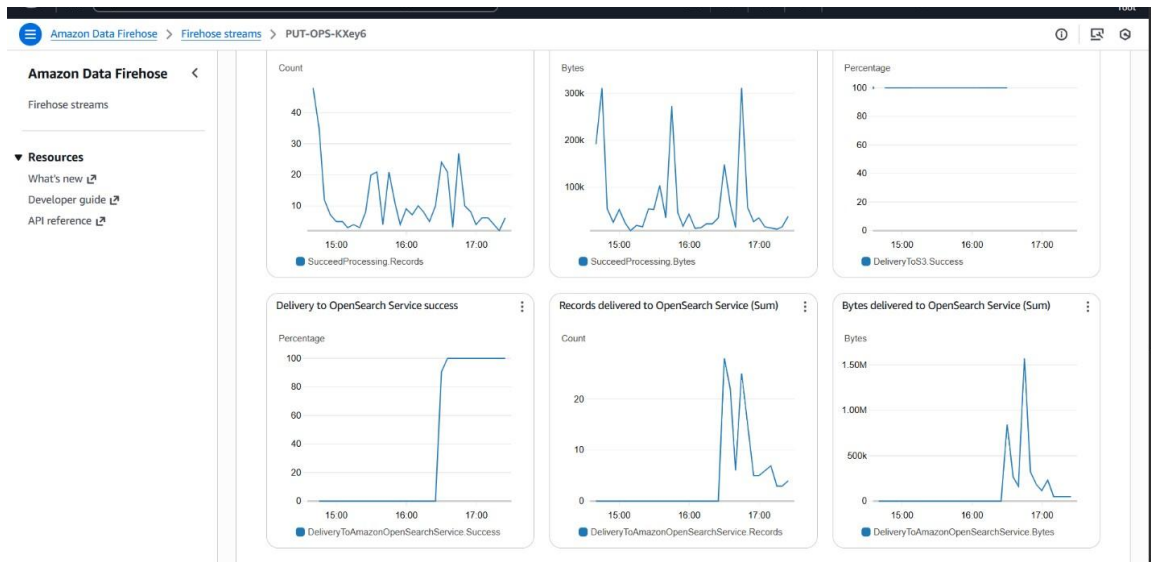 Amazon Data Firehose > Firehose streams > PUT-OPS-KXey6
Amazon Data Firehose
Firehose streams
Resources
What's new
Developer guide
API reference
Count
40
30
20
10
15:00 16:00 17:00
SucceedProcessing.Records
Bytes
300k
200k
100k
15:00 16:00 17:00
SucceedProcessing.Bytes
Percentage
100
80
60
40
20
0
15:00 16:00 17:00
DeliveryToS3.Success
Delivery to OpenSearch Service success
Percentage
100
80
60
40
20
0
15:00 16:00 17:00
DeliveryToAmazonOpenSearchService.Success
Records delivered to OpenSearch Service (Sum)
Count
20
10
0
15:00 16:00 17:00
DeliveryToAmazonOpenSearchService.Records
Bytes delivered to OpenSearch Service (Sum)
Bytes
1.50M
1.00M
500k
0
15:00 16:00 17:00
DeliveryToAmazonOpenSearchService.Bytes